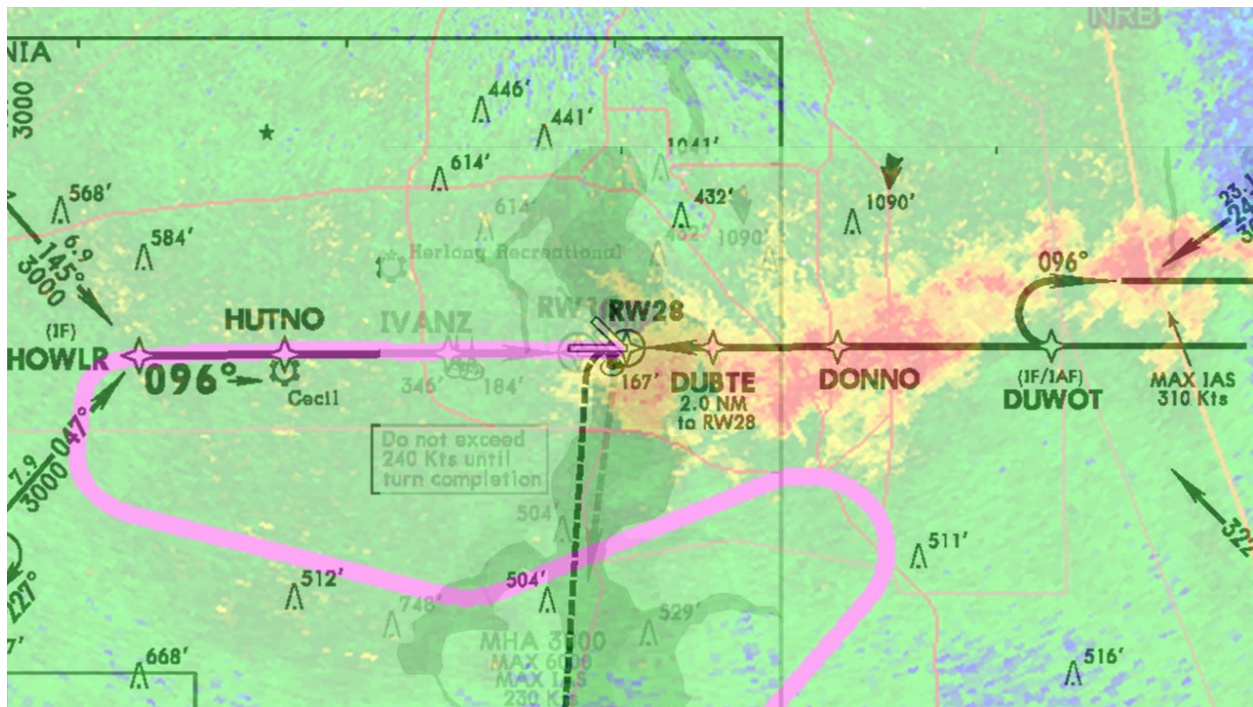 NRB
NIA
3000
446'
441'
614'
1041'
568'
614'
432'
1090'
1090
584'
6.9
145°
3000
Herlong Recreational
096°
HUTNO
IVANZ
RW28
(IF)
HOWLR
096°
Cecil
346'
184'
167'
DUBTE
2.0 NM
to RW28
DONNO
(IF/IAF)
DUWOT
MAX IAS
310 Kts
Do not exceed
240 Kts until
turn completion
7.9
3000 047°
504'
511'
512'
504'
748'
529'
227°
MHA 3000
MAX 6000
MAX IAS
230 Kts
668'
516'